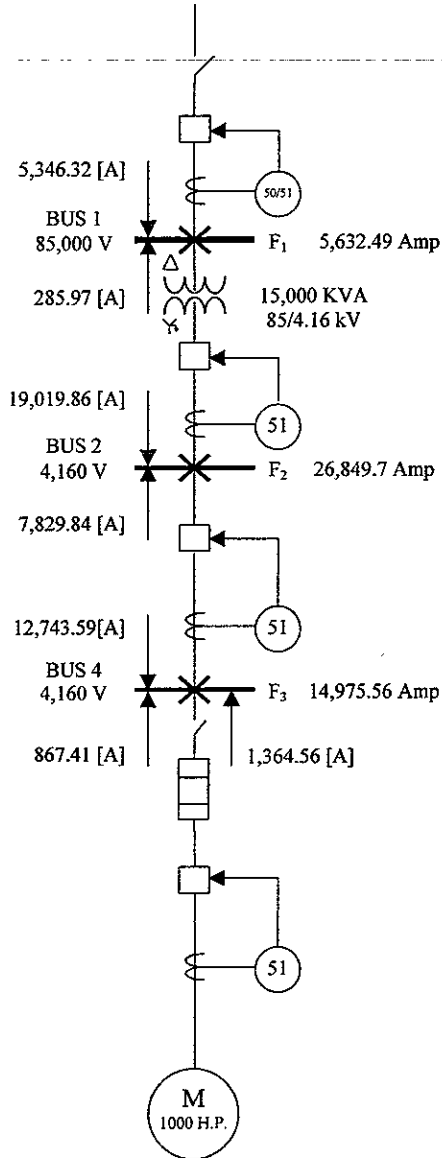 5,346.32 [A]
50/51
BUS 1
85,000 V
F₁ 5,632.49 Amp
Δ
285.97 [A]
15,000 KVA
85/4.16 kV
19,019.86 [A]
51
BUS 2
4,160 V
F₂ 26,849.7 Amp
7,829.84 [A]
12,743.59[A]
51
BUS 4
4,160 V
F₃ 14,975.56 Amp
867.41 [A]
1,364.56 [A]
51
M
1000 H.P.